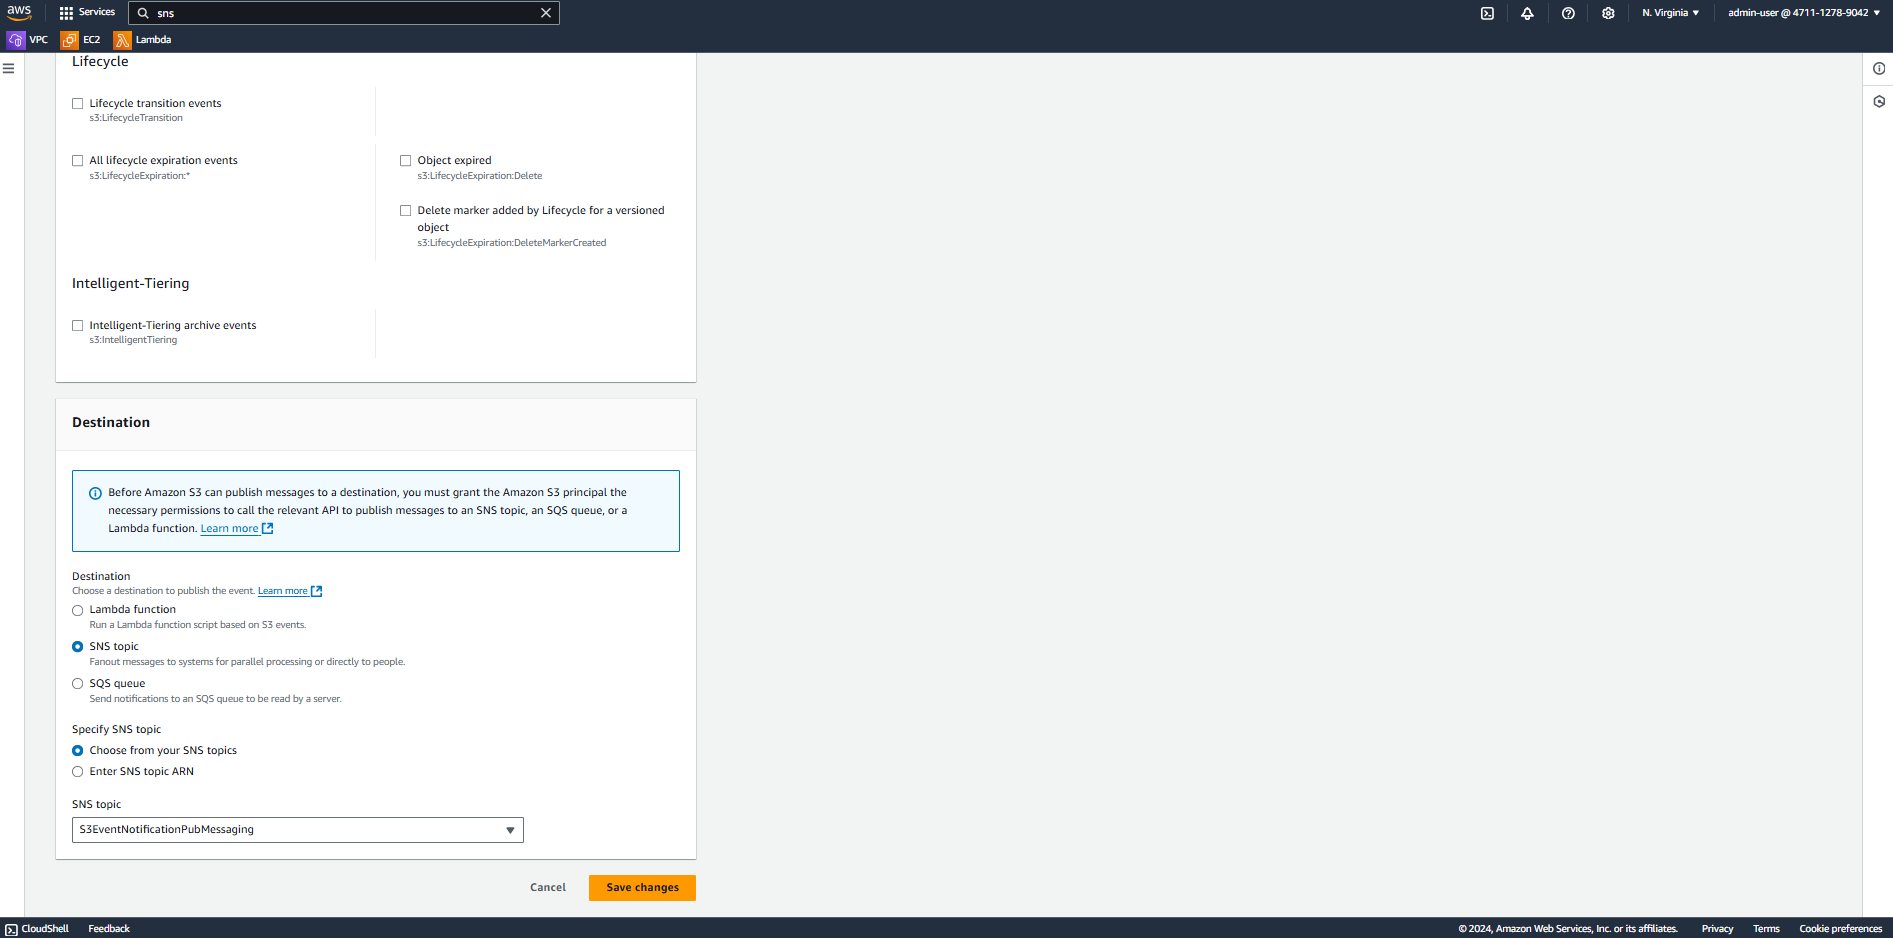 aws
Services
sns
N. Virginia
admin-user @ 4711-1278-9042
VPC
EC2
Lambda
Lifecycle
Lifecycle transition events
s3:LifecycleTransition
All lifecycle expiration events
s3:LifecycleExpiration:*
Object expired
s3:LifecycleExpiration:Delete
Delete marker added by Lifecycle for a versioned
object
s3:LifecycleExpiration:DeleteMarkerCreated
Intelligent-Tiering
Intelligent-Tiering archive events
s3:IntelligentTiering
Destination
Before Amazon S3 can publish messages to a destination, you must grant the Amazon S3 principal the
necessary permissions to call the relevant API to publish messages to an SNS topic, an SQS queue, or a
Lambda function. Learn more
Destination
Choose a destination to publish the event. Learn more
Lambda function
Run a Lambda function script based on S3 events.
SNS topic
Fanout messages to systems for parallel processing or directly to people.
SQS queue
Send notifications to an SQS queue to be read by a server.
Specify SNS topic
Choose from your SNS topics
Enter SNS topic ARN
SNS topic
S3EventNotificationPubMessaging
Cancel
Save changes
CloudShell
Feedback
© 2024, Amazon Web Services, Inc. or its affiliates.
Privacy
Terms
Cookie preferences